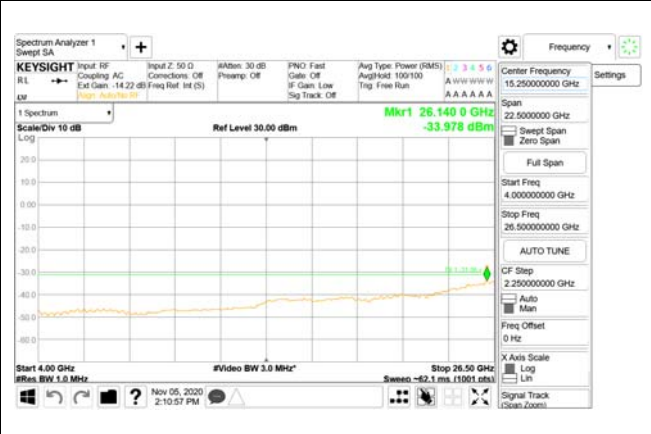 Spectrum Analyzer 1
Swept SA
Frequency
KEYSIGHT
Input: RF
Coupling: AC
Ext Gain: -14.22 dB
Align: Auto/No RF
Input Z: 50 Ω
Corrections: Off
Freq Ref: Int (S)
#Atten: 30 dB
Preamp: Off
PNO: Fast
Gate: Off
IF Gain: Low
Sig Track: Off
Avg Type: Power (RMS)
Avg|Hold: 100/100
Trig: Free Run
1 2 3 4 5 6
A W W W W W
A A A A A A
RL
1 Spectrum
Mkr1 26.140 0 GHz
Scale/Div 10 dB
Ref Level 30.00 dBm
-33.978 dBm
Log
20.0
10.0
0.00
-10.0
-20.0
-30.0
-40.0
-50.0
-60.0
Start 4.00 GHz
#Video BW 3.0 MHz*
Stop 26.50 GHz
#Res BW 1.0 MHz
Sweep ~62.1 ms (1001 pts)
Nov 05, 2020
2:10:57 PM
Center Frequency
15.250000000 GHz
Settings
Span
22.5000000 GHz
Swept Span
Zero Span
Full Span
Start Freq
4.000000000 GHz
Stop Freq
26.500000000 GHz
AUTO TUNE
CF Step
2.250000000 GHz
Auto
Man
Freq Offset
0 Hz
X Axis Scale
Log
Lin
Signal Track
(Span Zoom)